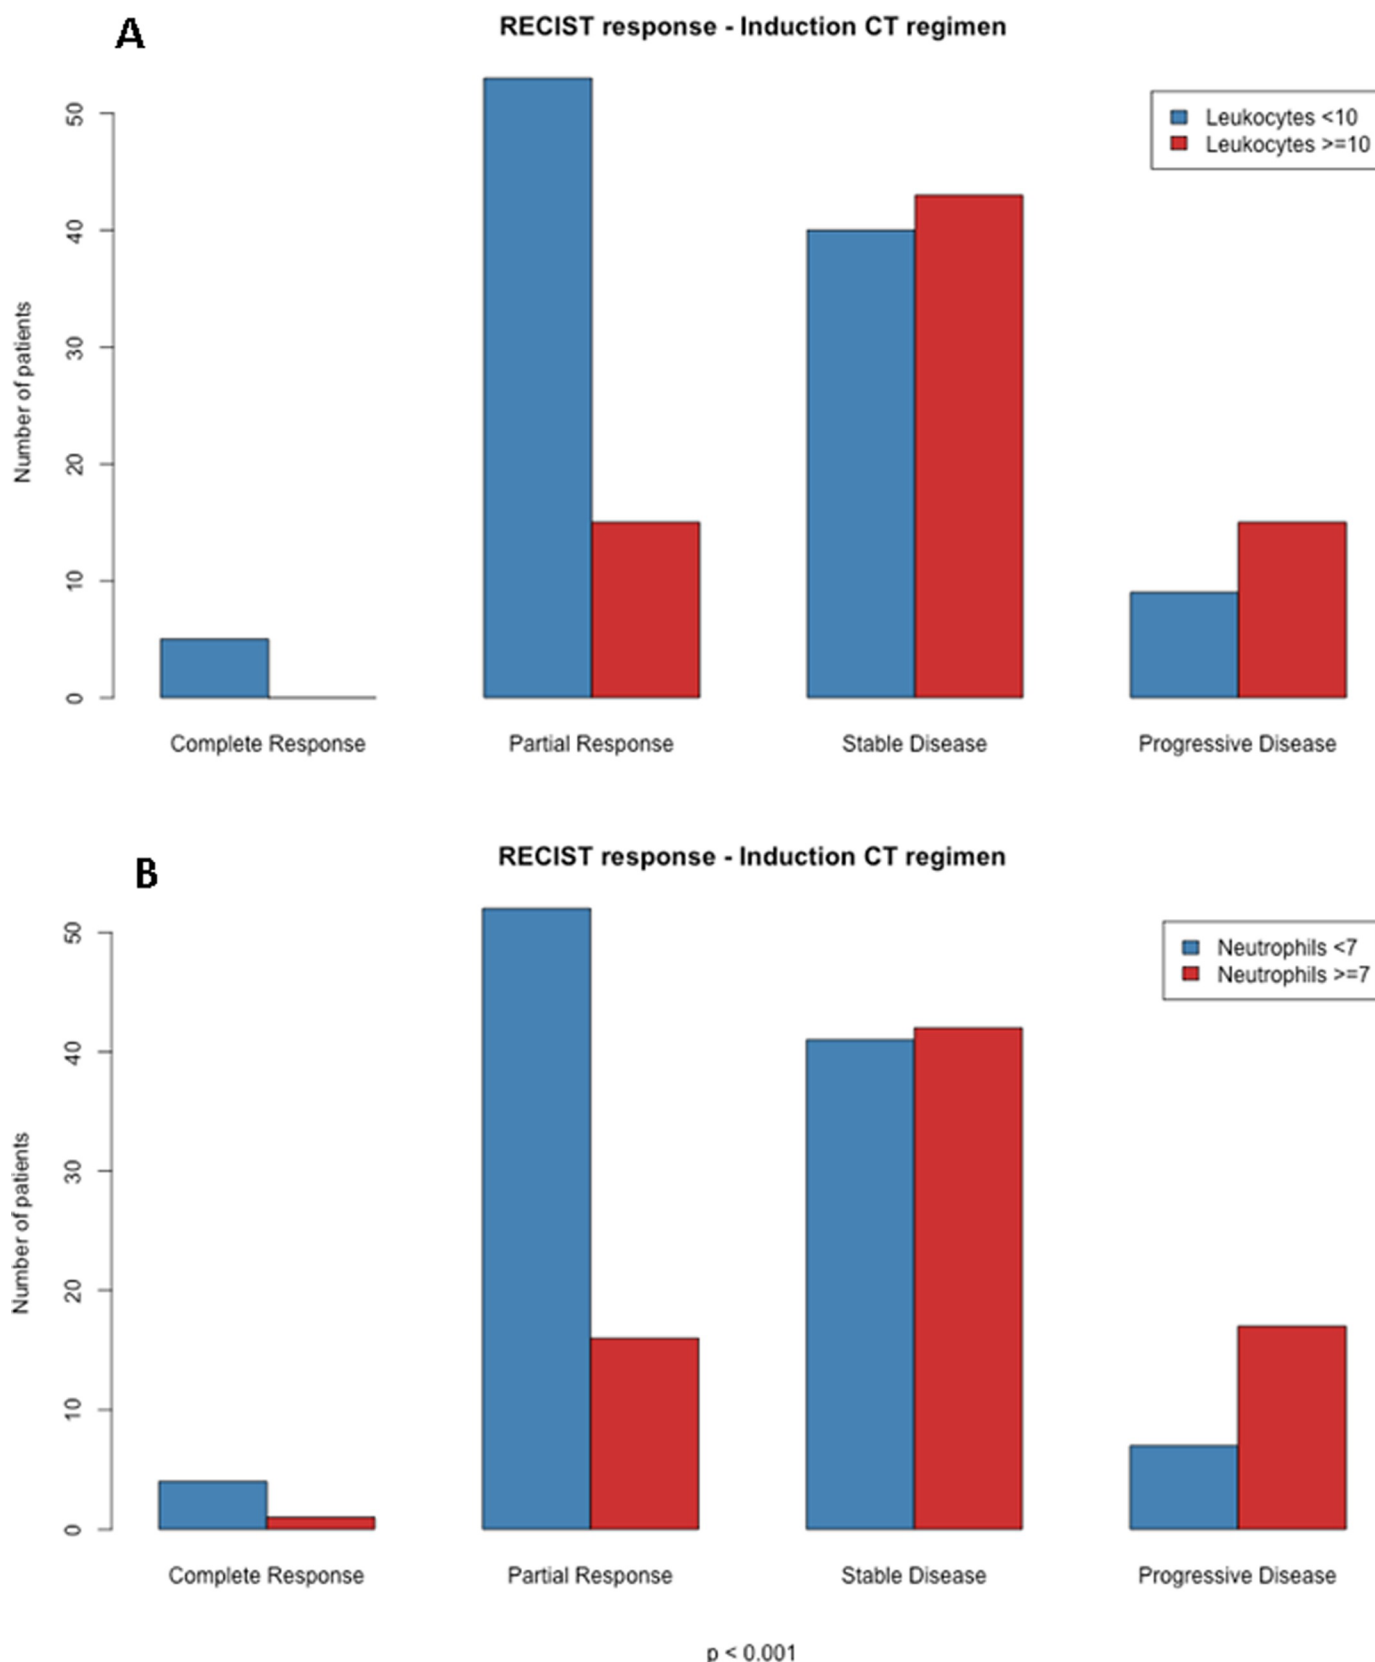 A
RECIST response - Induction CT regimen
Leukocytes <10
Leukocytes >=10
Number of patients
50
40
30
20
10
0
Complete Response Partial Response Stable Disease Progressive Disease
B
RECIST response - Induction CT regimen
Neutrophils <7
Neutrophils >=7
Number of patients
50
40
30
20
10
0
Complete Response Partial Response Stable Disease Progressive Disease
p < 0.001